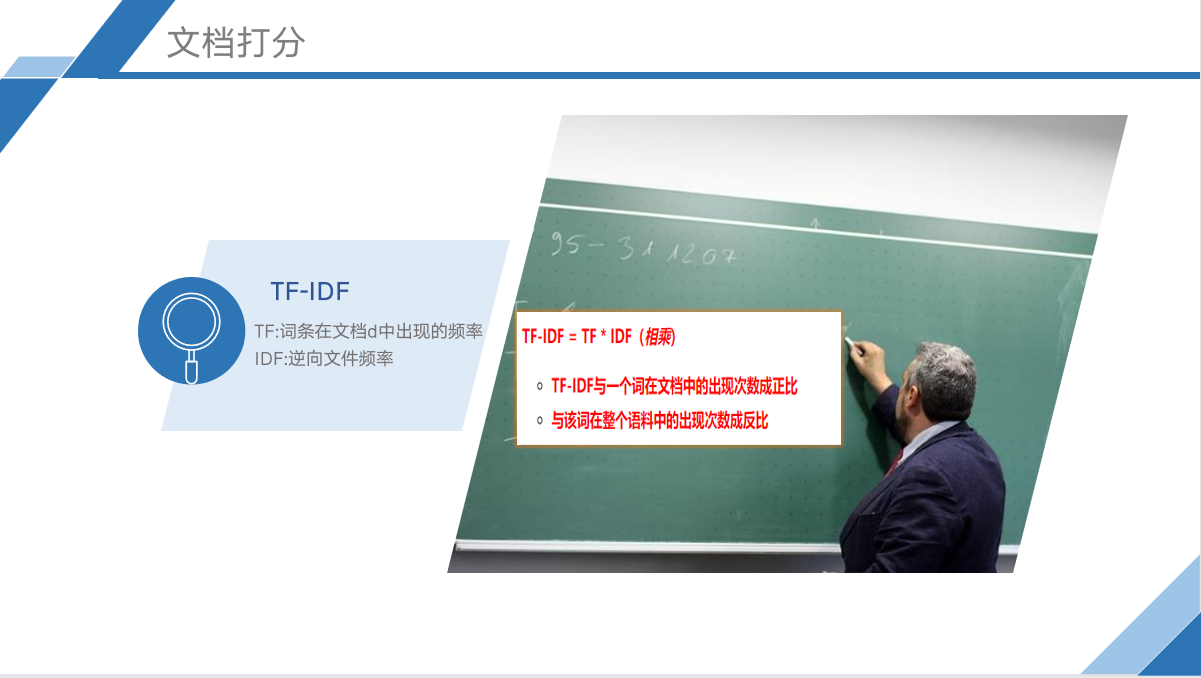 文档打分
TF-IDF
TF:词条在文档d中出现的频率
IDF:逆向文件频率
95-31 1207
TF-IDF = TF * IDF（相乘）
TF-IDF与一个词在文档中的出现次数成正比
与该词在整个语料中的出现次数成反比